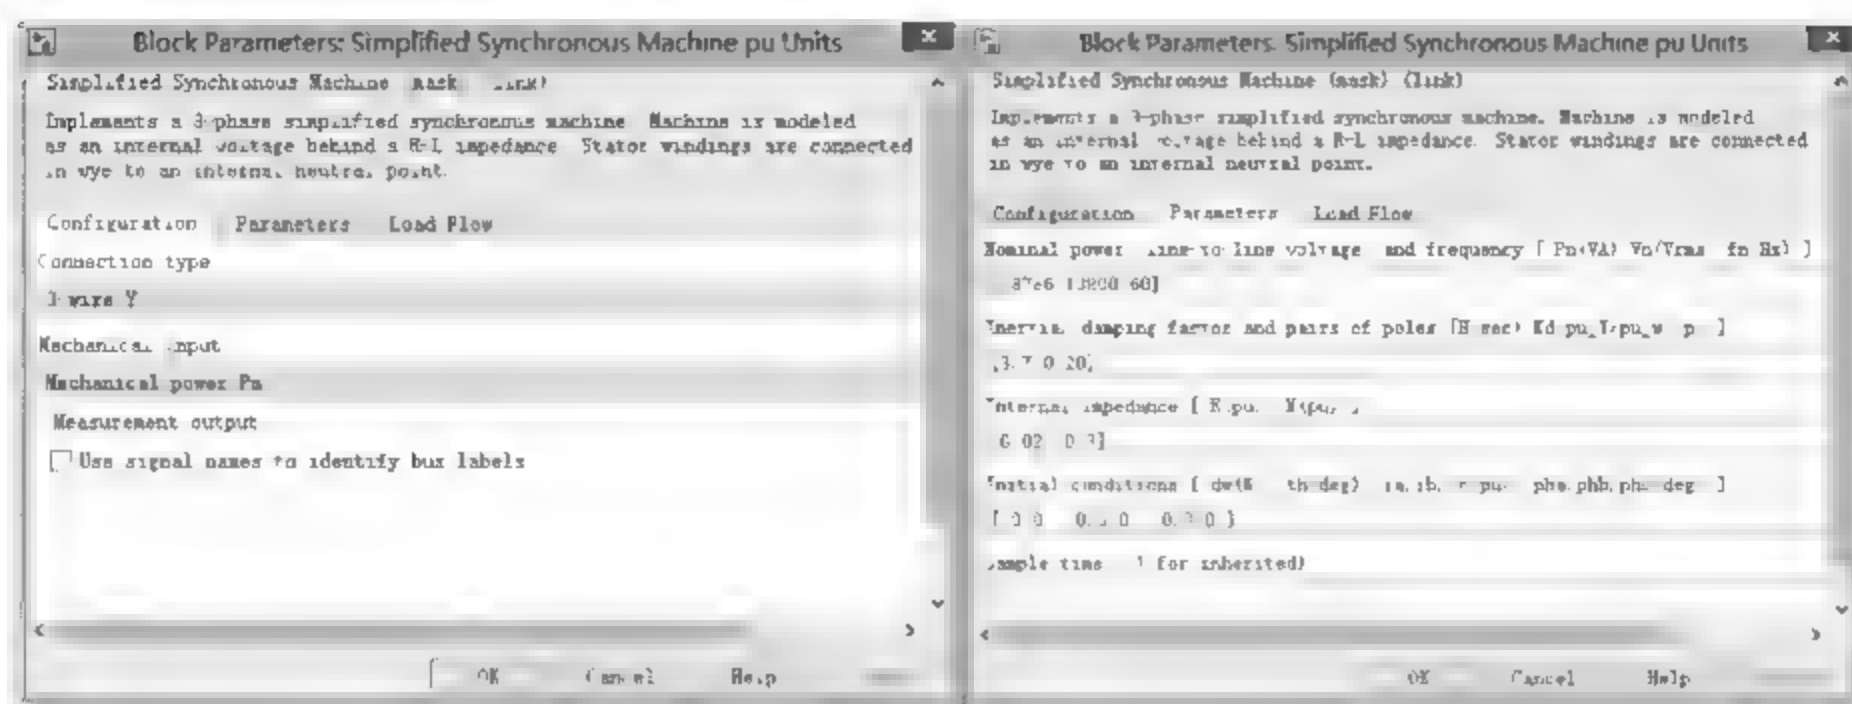 Block Parameters: Simplified Synchronous Machine pu Units
Simplified Synchronous Machine (mask) (link)
Implements a 3-phase simplified synchronous machine. Machine is modeled
as an internal voltage behind a R-L impedance. Stator windings are connected
in wye to an internal neutral point.
Configuration Parameters Load Flow
Connection type
3-wire Y
Mechanical input
Mechanical power Pm
Measurement output
Use signal names to identify bus labels
OK Cancel Help
Block Parameters: Simplified Synchronous Machine pu Units
Simplified Synchronous Machine (mask) (link)
Implements a 3-phase simplified synchronous machine. Machine is modeled
as an internal voltage behind a R-L impedance. Stator windings are connected
in wye to an internal neutral point.
Configuration Parameters Load Flow
Nominal power line-to-line voltage and frequency [ Pn(VA) Vn(Vrms) fn(Hz) ]
60]
Inertia, damping factor and pairs of poles
Internal impedance
Initial conditions
Sample time for inherited)
OK Cancel Help